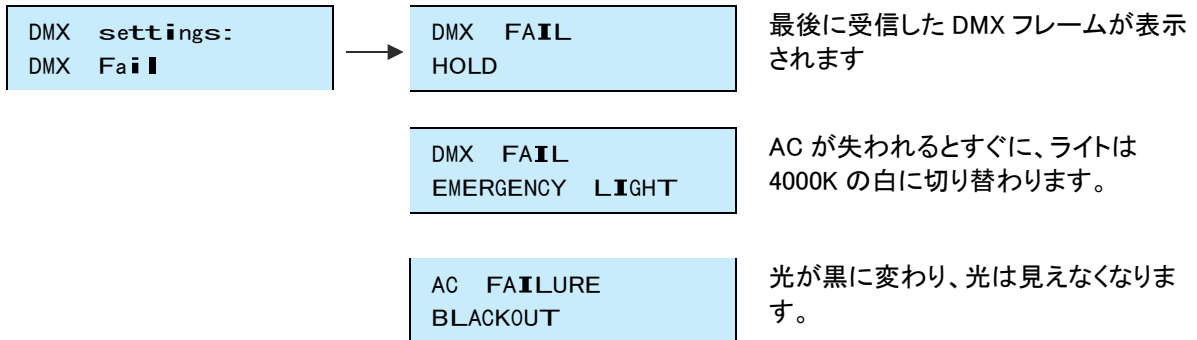 DMX settings:
DMX Fail
DMX FAIL
HOLD
最後に受信した DMX フレームが表示
されます
DMX FAIL
EMERGENCY LIGHT
AC が失われるとすぐに、ライトは
4000K の白に切り替わります。
AC FAILURE
BLACKOUT
光が黒に変わり、光は見えなくなりま
す。